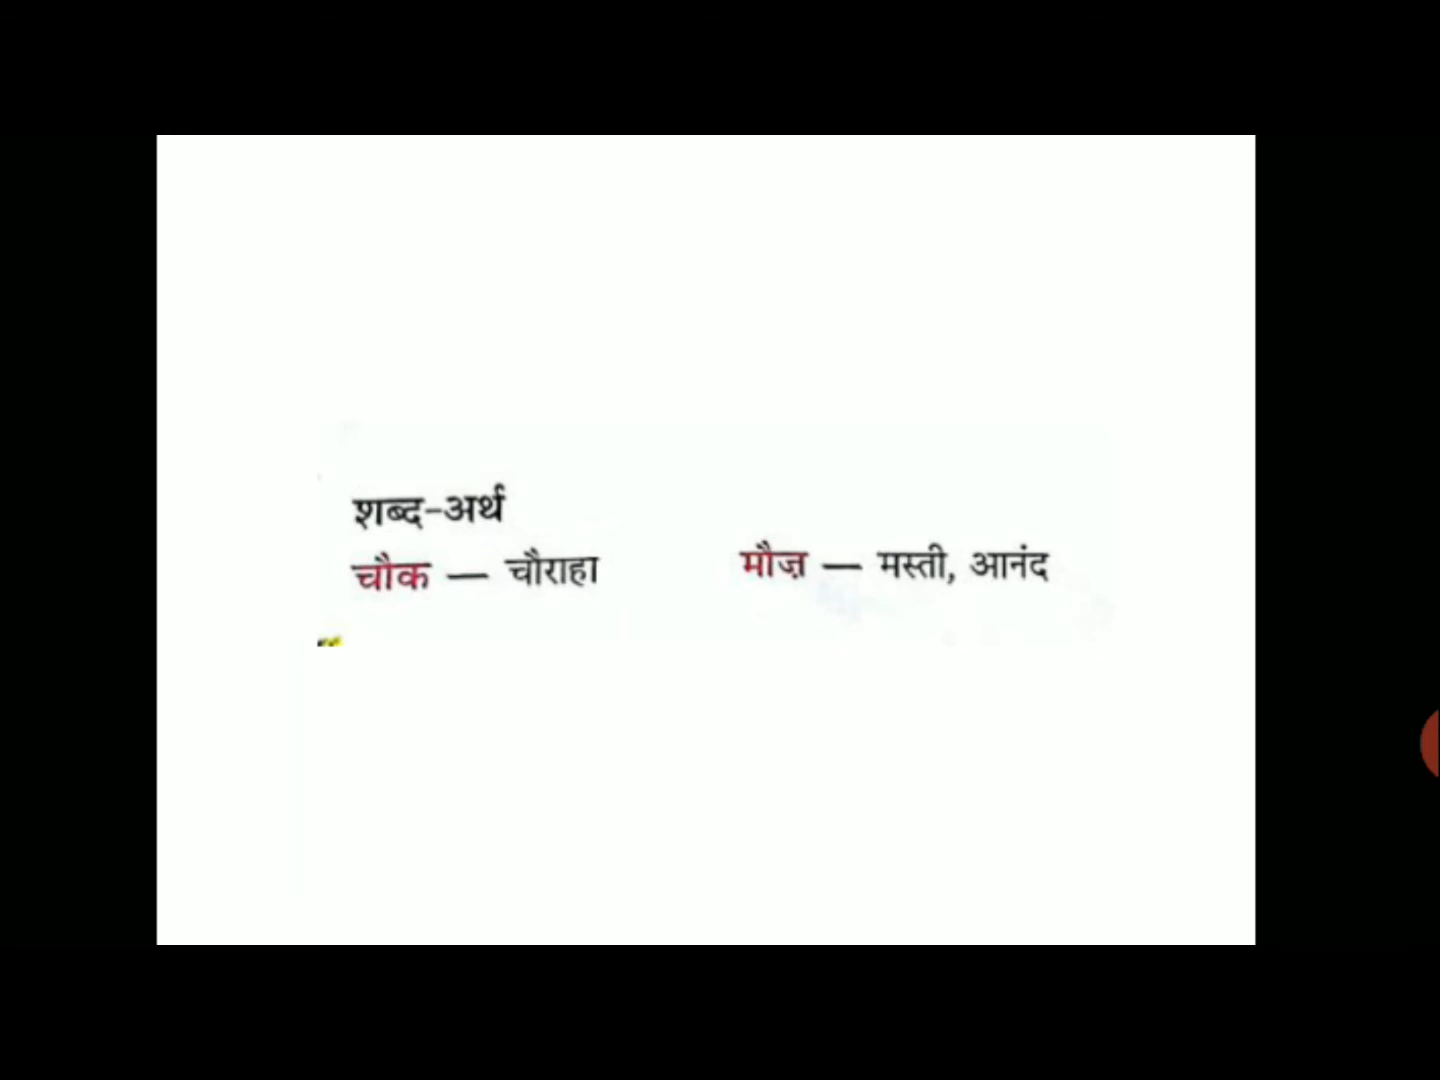 शब्द-अर्थ
चौक — चौराहा मौज़ — मस्ती, आनंद